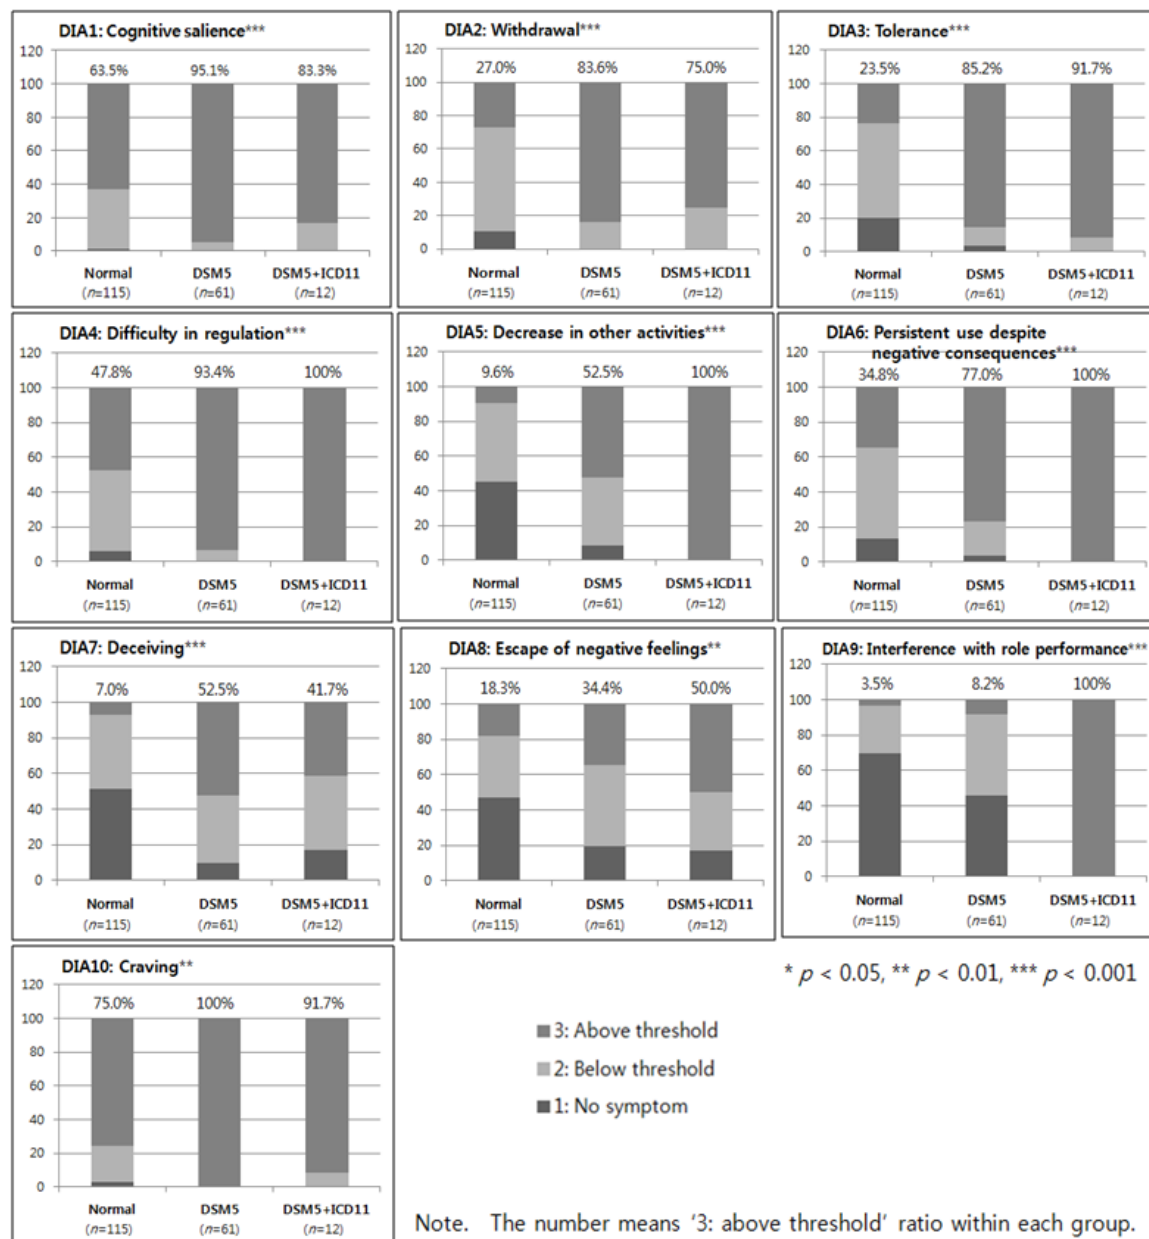 DIA1: Cognitive salience***
120
63.5% 95.1% 83.3%
100
80
60
40
20
0
Normal DSM5 DSM5+ICD11
(n=115) (n=61) (n=12)
DIA2: Withdrawal***
120
27.0% 83.6% 75.0%
100
80
60
40
20
0
Normal DSM5 DSM5+ICD11
(n=115) (n=61) (n=12)
DIA3: Tolerance***
120
23.5% 85.2% 91.7%
100
80
60
40
20
0
Normal DSM5 DSM5+ICD11
(n=115) (n=61) (n=12)
DIA4: Difficulty in regulation***
120
47.8% 93.4% 100%
100
80
60
40
20
0
Normal DSM5 DSM5+ICD11
(n=115) (n=61) (n=12)
DIA5: Decrease in other activities***
120
9.6% 52.5% 100%
100
80
60
40
20
0
Normal DSM5 DSM5+ICD11
(n=115) (n=61) (n=12)
DIA6: Persistent use despite
negative consequences***
120
34.8% 77.0% 100%
100
80
60
40
20
0
Normal DSM5 DSM5+ICD11
(n=115) (n=61) (n=12)
DIA7: Deceiving***
120
7.0% 52.5% 41.7%
100
80
60
40
20
0
Normal DSM5 DSM5+ICD11
(n=115) (n=61) (n=12)
DIA8: Escape of negative feelings**
120
18.3% 34.4% 50.0%
100
80
60
40
20
0
Normal DSM5 DSM5+ICD11
(n=115) (n=61) (n=12)
DIA9: Interference with role performance***
120
3.5% 8.2% 100%
100
80
60
40
20
0
Normal DSM5 DSM5+ICD11
(n=115) (n=61) (n=12)
DIA10: Craving**
120
75.0% 100% 91.7%
100
80
60
40
20
0
Normal DSM5 DSM5+ICD11
(n=115) (n=61) (n=12)
* p < 0.05, ** p < 0.01, *** p < 0.001
3: Above threshold
2: Below threshold
1: No symptom
Note. The number means '3: above threshold' ratio within each group.